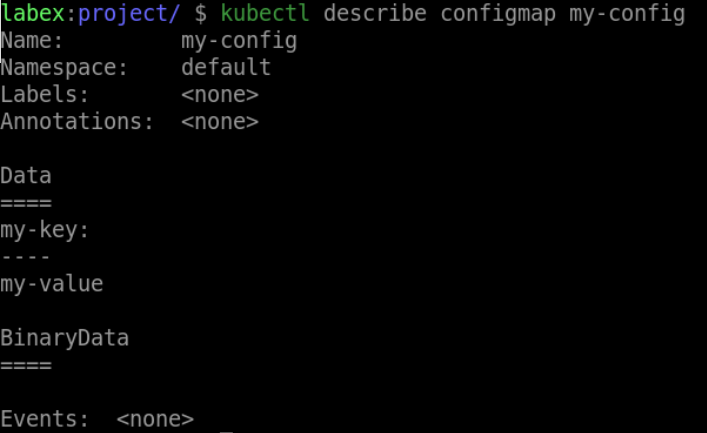 labex:project/ $ kubectl describe configmap my-config
Name:         my-config
Namespace:    default
Labels:       <none>
Annotations:  <none>

Data
====
my-key:
----
my-value

BinaryData
====

Events:  <none>